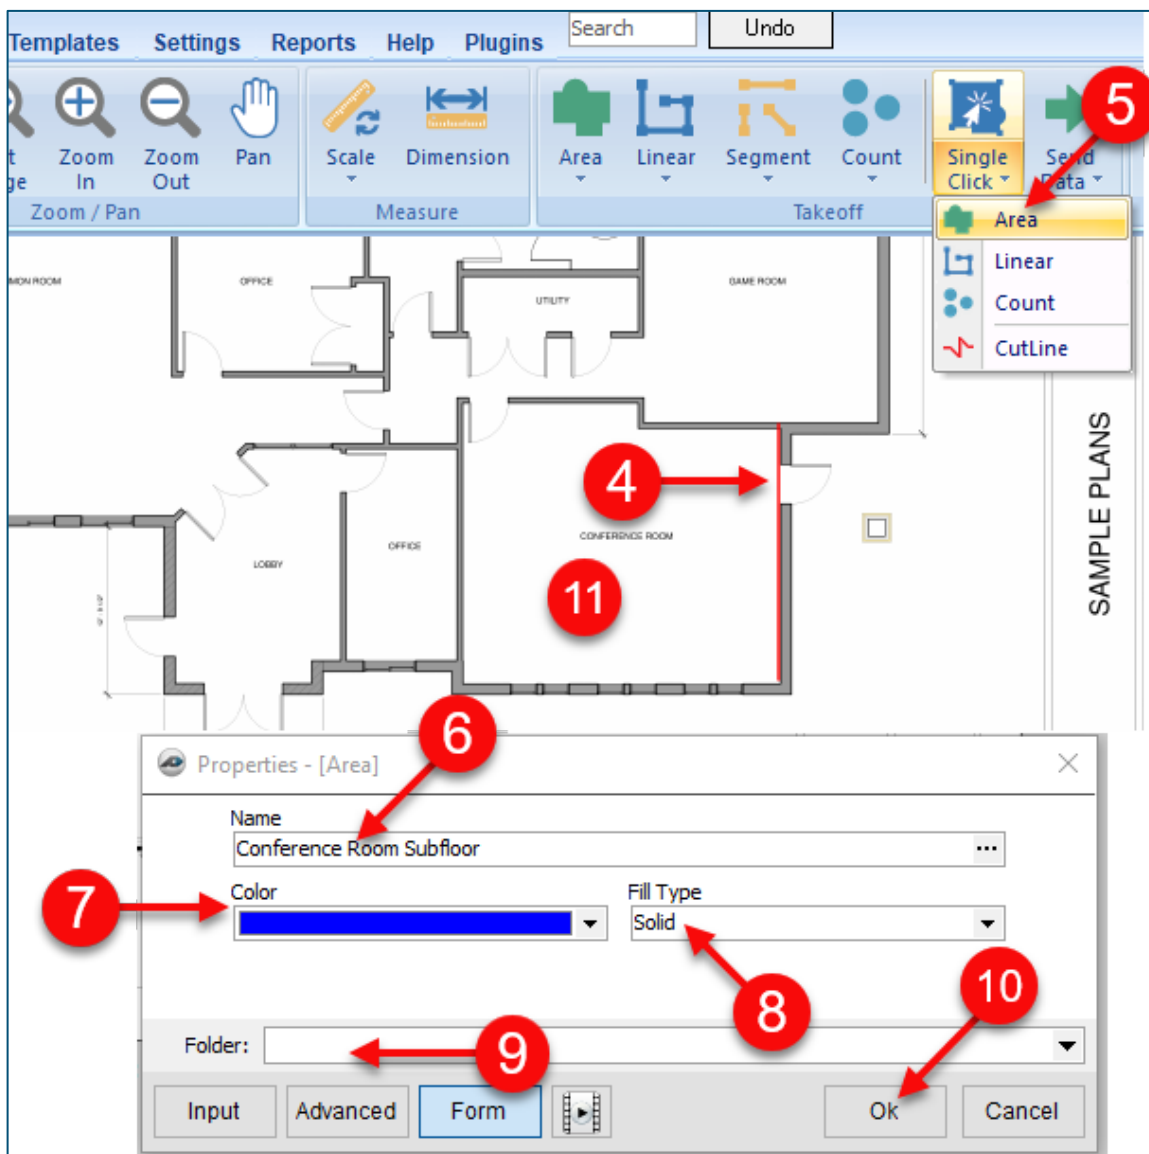 Templates Settings Reports Help Plugins Search Undo
Zoom In
Zoom Out
Pan
Scale
Dimension
Area
Linear
Segment
Count
Single Click
Send Data
5
Zoom / Pan
Measure
Takeoff
Area
Linear
Count
CutLine
OFFICE
UTILITY
GAME ROOM
4
CONFERENCE ROOM
OFFICE
LOBBY
11
SAMPLE PLANS
6
Properties - [Area]
Name
Conference Room Subfloor
...
7
Color
Fill Type
Solid
8
10
Folder:
9
Input
Advanced
Form
Ok
Cancel